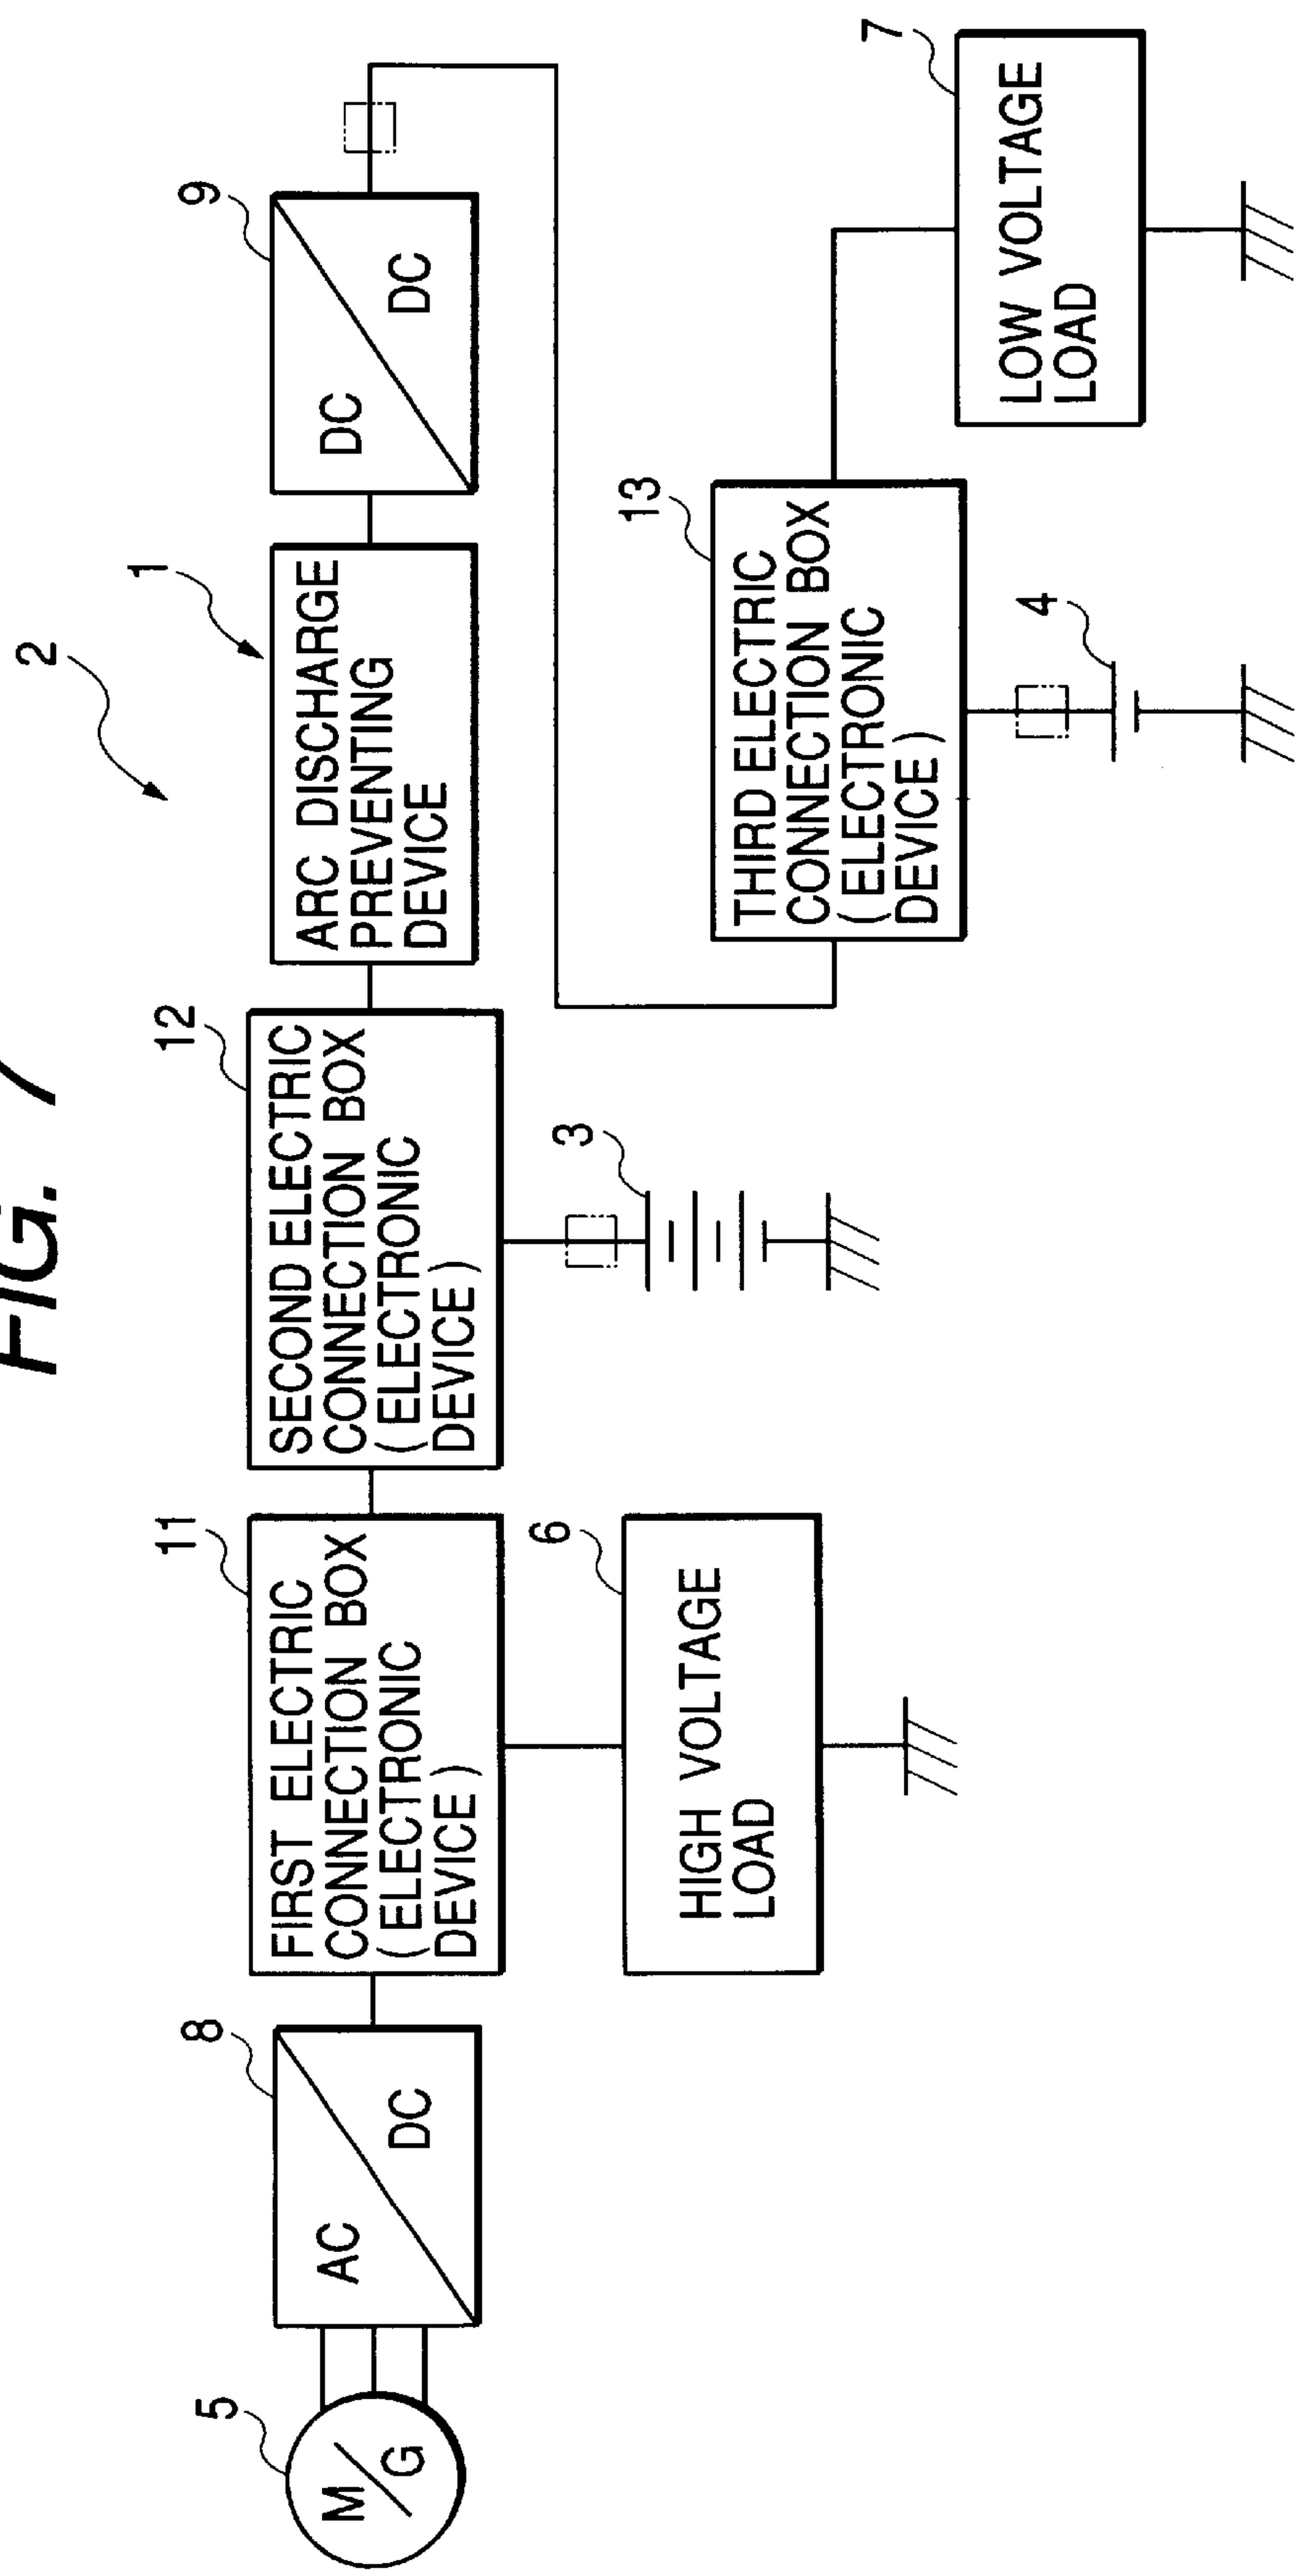 FIG. 7
2
1
9
5
M/G
8
AC
DC
11
FIRST ELECTRIC
CONNECTION BOX
(ELECTRONIC
DEVICE)
12
SECOND ELECTRIC
CONNECTION BOX
(ELECTRONIC
DEVICE)
ARC DISCHARGE
PREVENTING
DEVICE
DC
DC
6
HIGH VOLTAGE
LOAD
3
13
THIRD ELECTRIC
CONNECTION BOX
(ELECTRONIC
DEVICE)
4
7
LOW VOLTAGE
LOAD